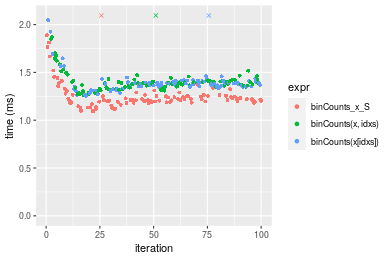 2.0
1.5
1.0
0.5
0.0
time (ms)
0
25
50
75
100
iteration
expr
binCounts_x_S
binCounts(x, idxs)
binCounts(x[idxs])